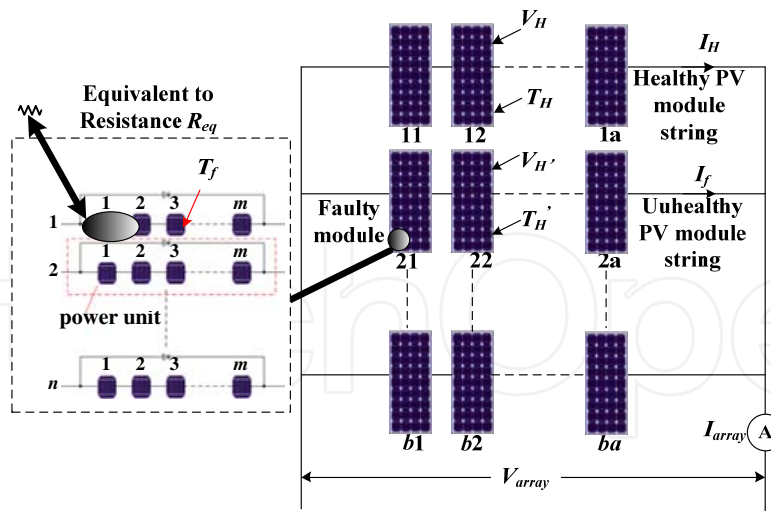 Equivalent to
Resistance Req
Tf
1 2 3 m
1
1 2 3 m
2
power unit
1 2 3 m
n
VH
TH
IH
Healthy PV
module
string
11 12 1a
VH'
TH'
If
Uuhealthy
PV module
string
Faulty
module
21 22 2a
b1 b2 ba
Iarray
A
Varray